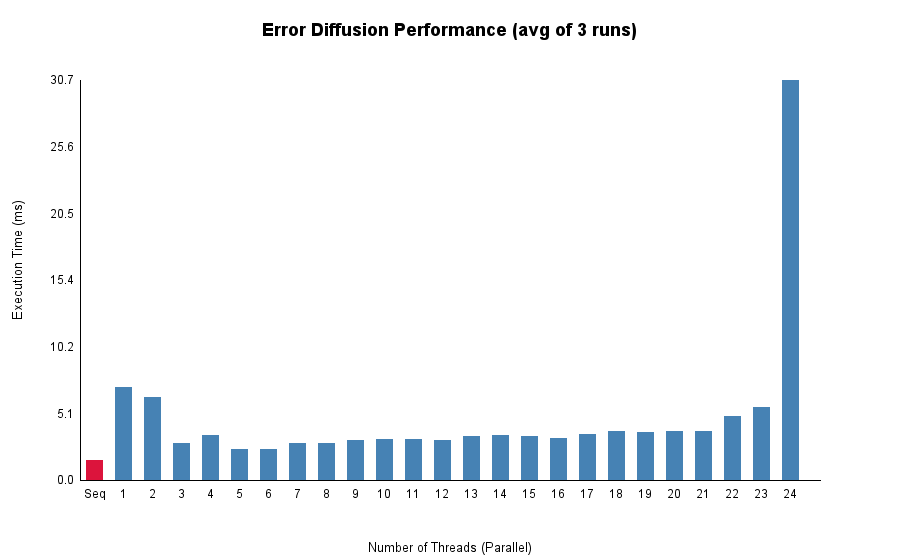 Error Diffusion Performance (avg of 3 runs)
30.7
25.6
20.5
15.4
10.2
5.1
0.0
Execution Time (ms)
Seq 1 2 3 4 5 6 7 8 9 10 11 12 13 14 15 16 17 18 19 20 21 22 23 24
Number of Threads (Parallel)